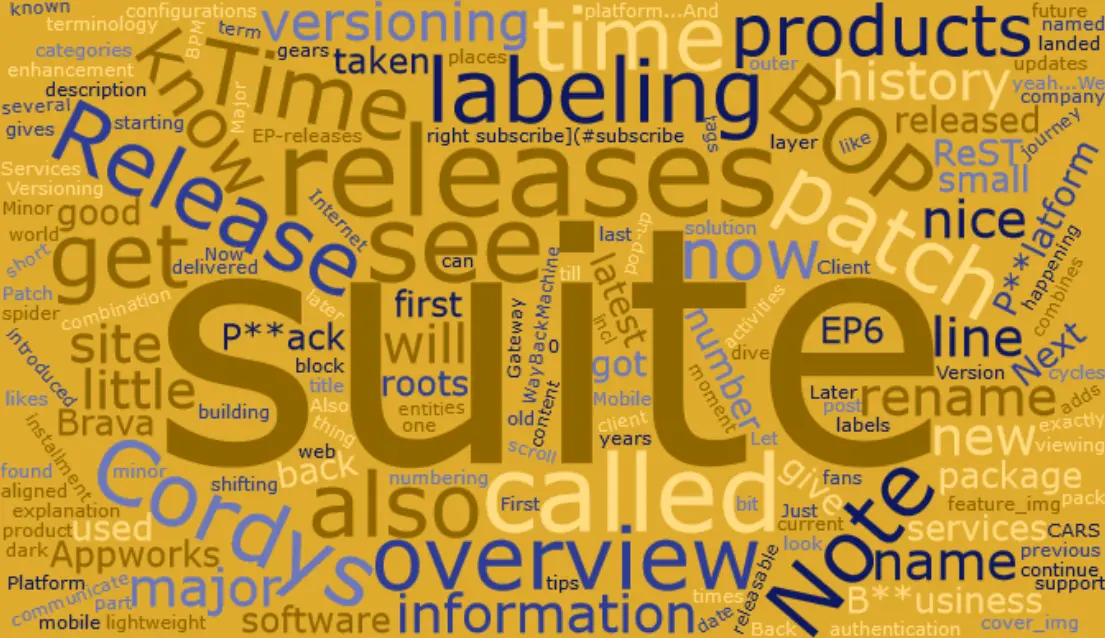 known
terminology
configurations
BPM
term
versioning
platform...And
time
products
future
named
landed
categories
gears
taken
places
outer
updates
enhancement
know
Time
labeling
BOP
history
yeah...We
description
Major
company
several
Release
starting
EP-releases
right subscribe](#subscribe
tags
layer
like
released
Journey
gives
releases
ReST
small
P**platform
Services
Versioning
Internet
patch
Minor
good
see
pop-up
last
solution
nice
happening
world
get
Now
can
now
short
delivered
till
latest
Client
combines
Patch
combination
later
suite
WayBackMachine
activities
spider
first
Gateway
incl
number
EP6
line
Next
Introduced
site
P**ack
will
0
dive
block
got
Version
cycles
likes
little
title
roots
content
Mobile
moment
Later
rename
adds
Brava
building
Also
entities
one
old
client
post
labels
exactly
installment
thing
scroll
years
Let
new
viewing
web
found
minor
back
package
pack
Cordys
shifting
numbering
called
give
fans
aligned
also
First
bit
Just
feature_img
explanation
current
product
used
services
CARS
dark
Appworks
overview
look
Note
name
previous
continue
Platform
communicate
major
tips
releasable
support
part
times
B**usiness
mobile
lightweight
software
information
date
Back
authentication
cover_img